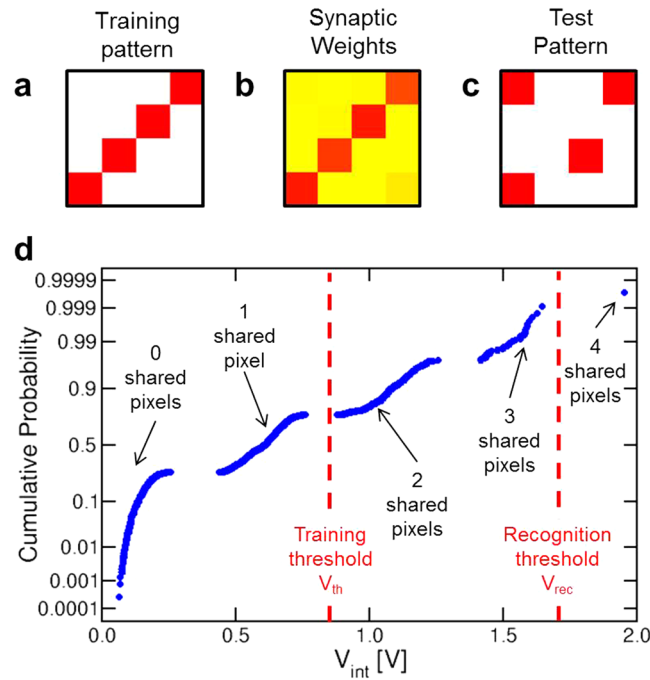 Training
pattern
Synaptic
Weights
Test
Pattern
a
b
c
d
Cumulative Probability
0.9999
0.999
0.99
0.9
0.5
0.1
0.01
0.001
0.0001
0
shared
pixels
1
shared
pixel
2
shared
pixels
3
shared
pixels
4
shared
pixels
Training
threshold
Vth
Recognition
threshold
Vrec
0.0 0.5 1.0 1.5 2.0
Vint [V]